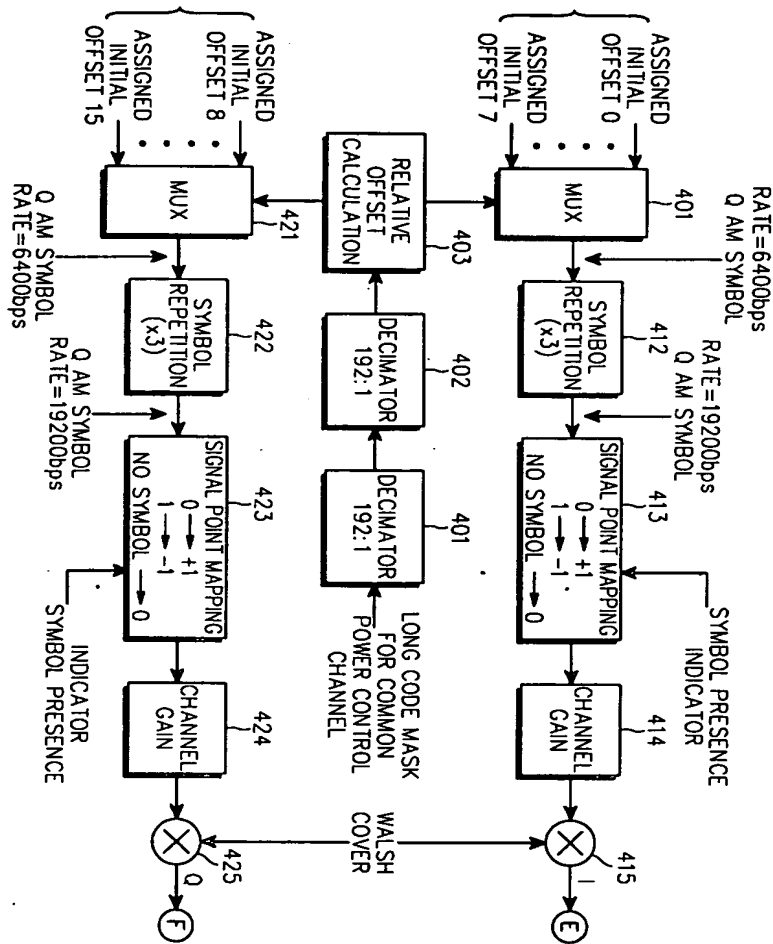 RATE=6400bps
Q AM SYMBOL
RATE=19200bps
Q AM SYMBOL
SYMBOL PRESENCE
INDICATOR
ASSIGNED
INITIAL
OFFSET 0
ASSIGNED
INITIAL
OFFSET 7
401
MUX
412
SYMBOL
REPETITION
(x3)
413
SIGNAL POINT MAPPING
0 → +1
1 → -1
NO SYMBOL → 0
414
CHANNEL
GAIN
415
I
E
403
RELATIVE
OFFSET
CALCULATION
402
DECIMATOR
192:1
401
DECIMATOR
192:1
LONG CODE MASK
FOR COMMON
POWER CONTROL
CHANNEL
WALSH
COVER
ASSIGNED
INITIAL
OFFSET 8
ASSIGNED
INITIAL
OFFSET 15
MUX
421
422
SYMBOL
REPETITION
(x3)
423
SIGNAL POINT MAPPING
0 → +1
1 → -1
NO SYMBOL → 0
424
CHANNEL
GAIN
425
Q
F
Q AM SYMBOL
RATE=6400bps
Q AM SYMBOL
RATE=19200bps
INDICATOR
SYMBOL PRESENCE